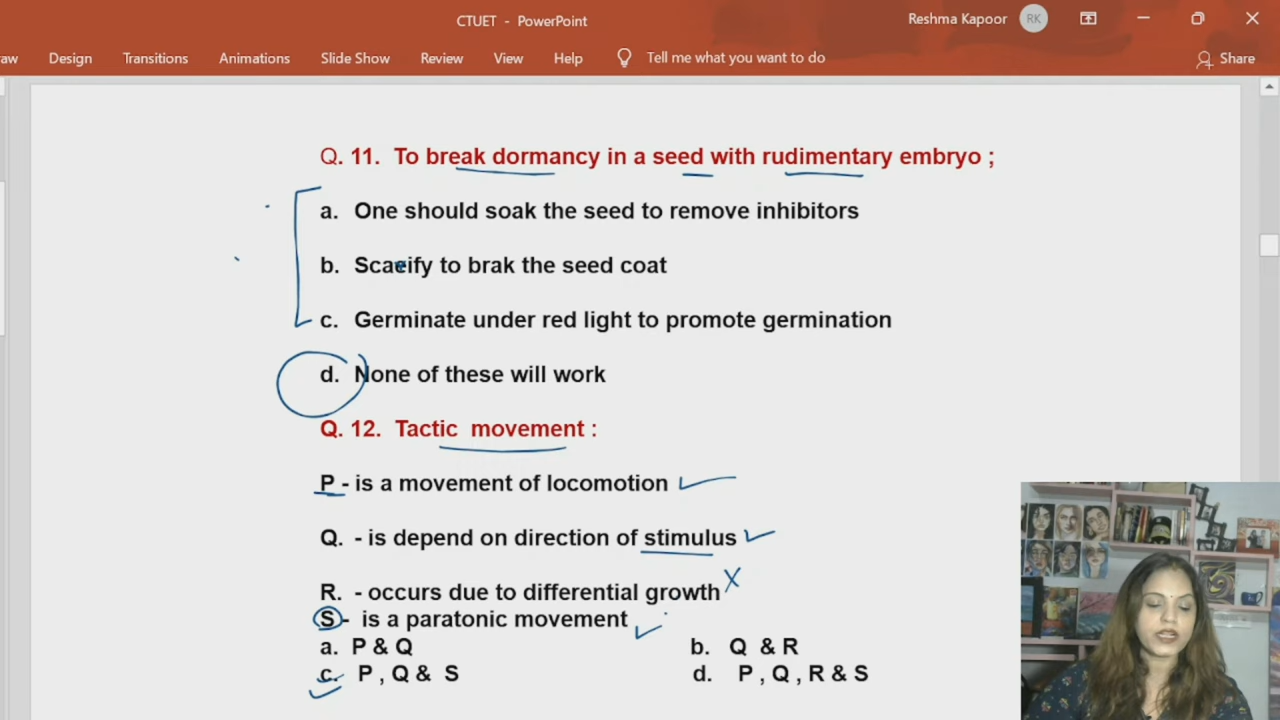 CTUET - PowerPoint
Reshma Kapoor RK
aw Design Transitions Animations Slide Show Review View Help Tell me what you want to do Share
Q. 11. To break dormancy in a seed with rudimentary embryo ;
a. One should soak the seed to remove inhibitors
b. Scarify to brak the seed coat
c. Germinate under red light to promote germination
d. None of these will work
Q. 12. Tactic movement :
P - is a movement of locomotion
Q. - is depend on direction of stimulus
R. - occurs due to differential growth
S - is a paratonic movement
a. P & Q b. Q & R
c. P , Q & S d. P , Q , R & S